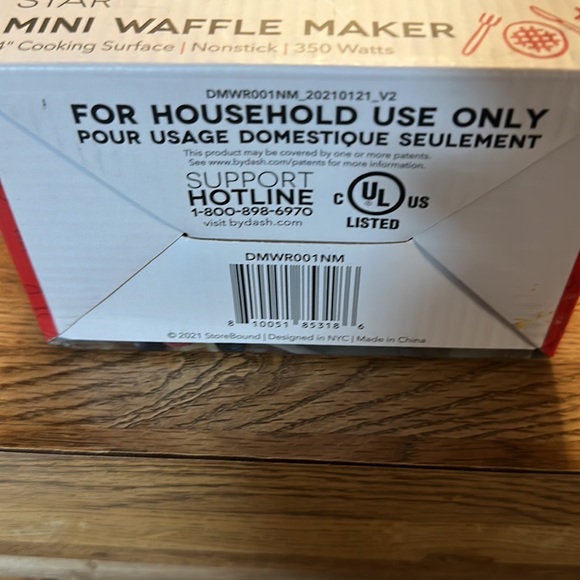 STAR
MINI WAFFLE MAKER
4" Cooking Surface | Nonstick | 350 Watts
DMWR001NM_20210121_V2
FOR HOUSEHOLD USE ONLY
POUR USAGE DOMESTIQUE SEULEMENT
This product may be covered by one or more patents.
See www.bydash.com/patents for more information.
SUPPORT
HOTLINE
1-800-898-6970
visit bydash.com
C UL US
LISTED
DMWR001NM
8 10051 85318 6
© 2021 StoreBound | Designed in NYC | Made in China